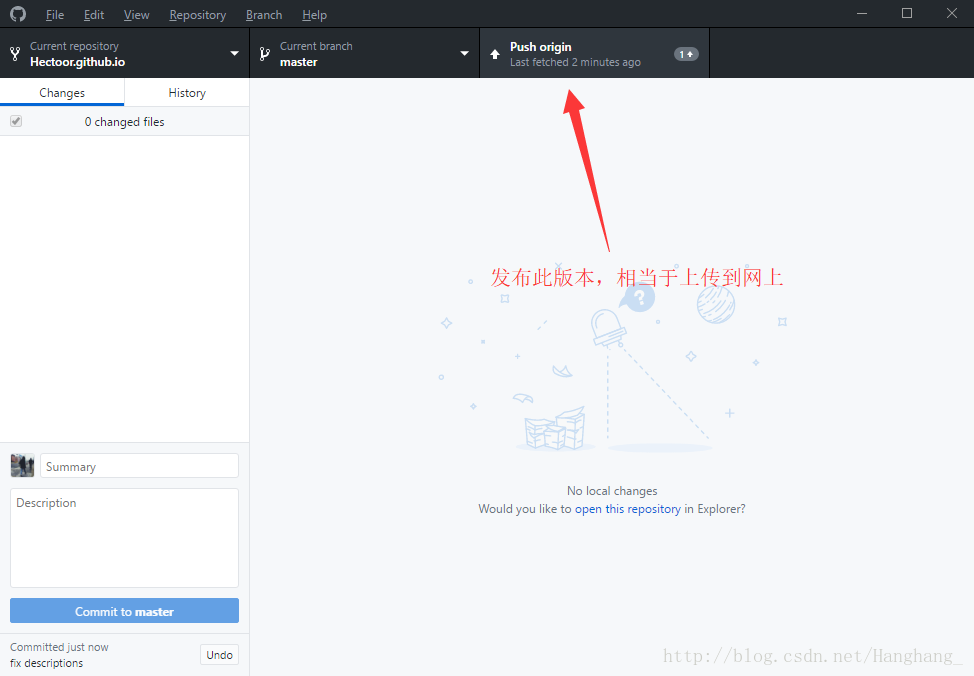 File Edit View Repository Branch Help
Current repository
Hectoor.github.io
Current branch
master
Push origin
Last fetched 2 minutes ago
1
Changes History
0 changed files
发布此版本，相当于上传到网上
?
No local changes
Would you like to open this repository in Explorer?
Summary
Description
Commit to master
Committed just now
fix descriptions
Undo
http://blog.csdn.net/Hanghang_